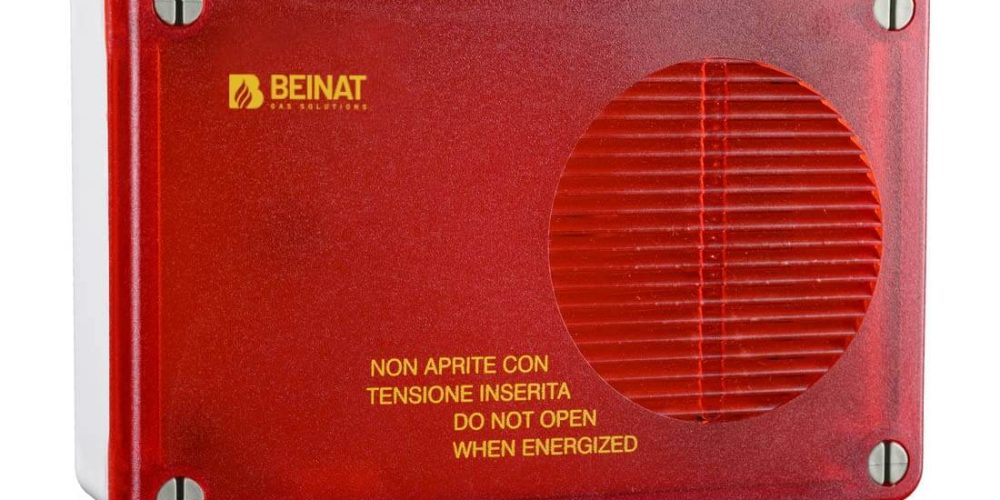 BEINAT
GAS SOLUTIONS
NON APRITE CON
TENSIONE INSERITA
DO NOT OPEN
WHEN ENERGIZED